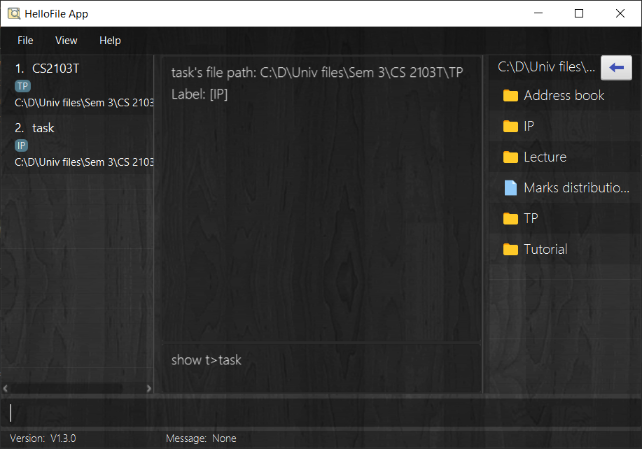 HelloFile App
File View Help
1. CS2103T
TP
C:\D\Univ files\Sem 3\CS 2103
2. task
IP
C:\D\Univ files\Sem 3\CS 2103
task's file path: C:\D\Univ files\Sem 3\CS 2103T\TP
Label: [IP]
show t>task
C:\D\Univ files\...
Address book
IP
Lecture
Marks distributio...
TP
Tutorial
Version: V1.3.0
Message: None